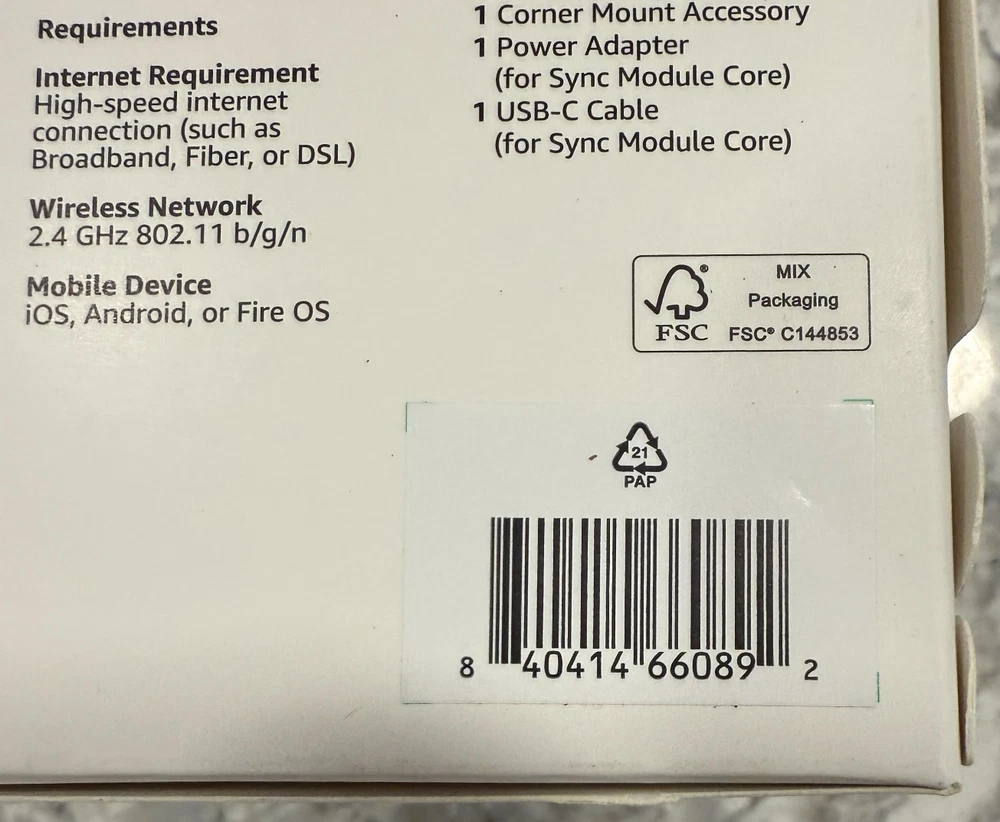 Requirements
Internet Requirement
High-speed internet
connection (such as
Broadband, Fiber, or DSL)
Wireless Network
2.4 GHz 802.11 b/g/n
Mobile Device
iOS, Android, or Fire OS
1 Corner Mount Accessory
1 Power Adapter
(for Sync Module Core)
1 USB-C Cable
(for Sync Module Core)
®
FSC
MIX
Packaging
FSC® C144853
21
PAP
8 40414 66089 2